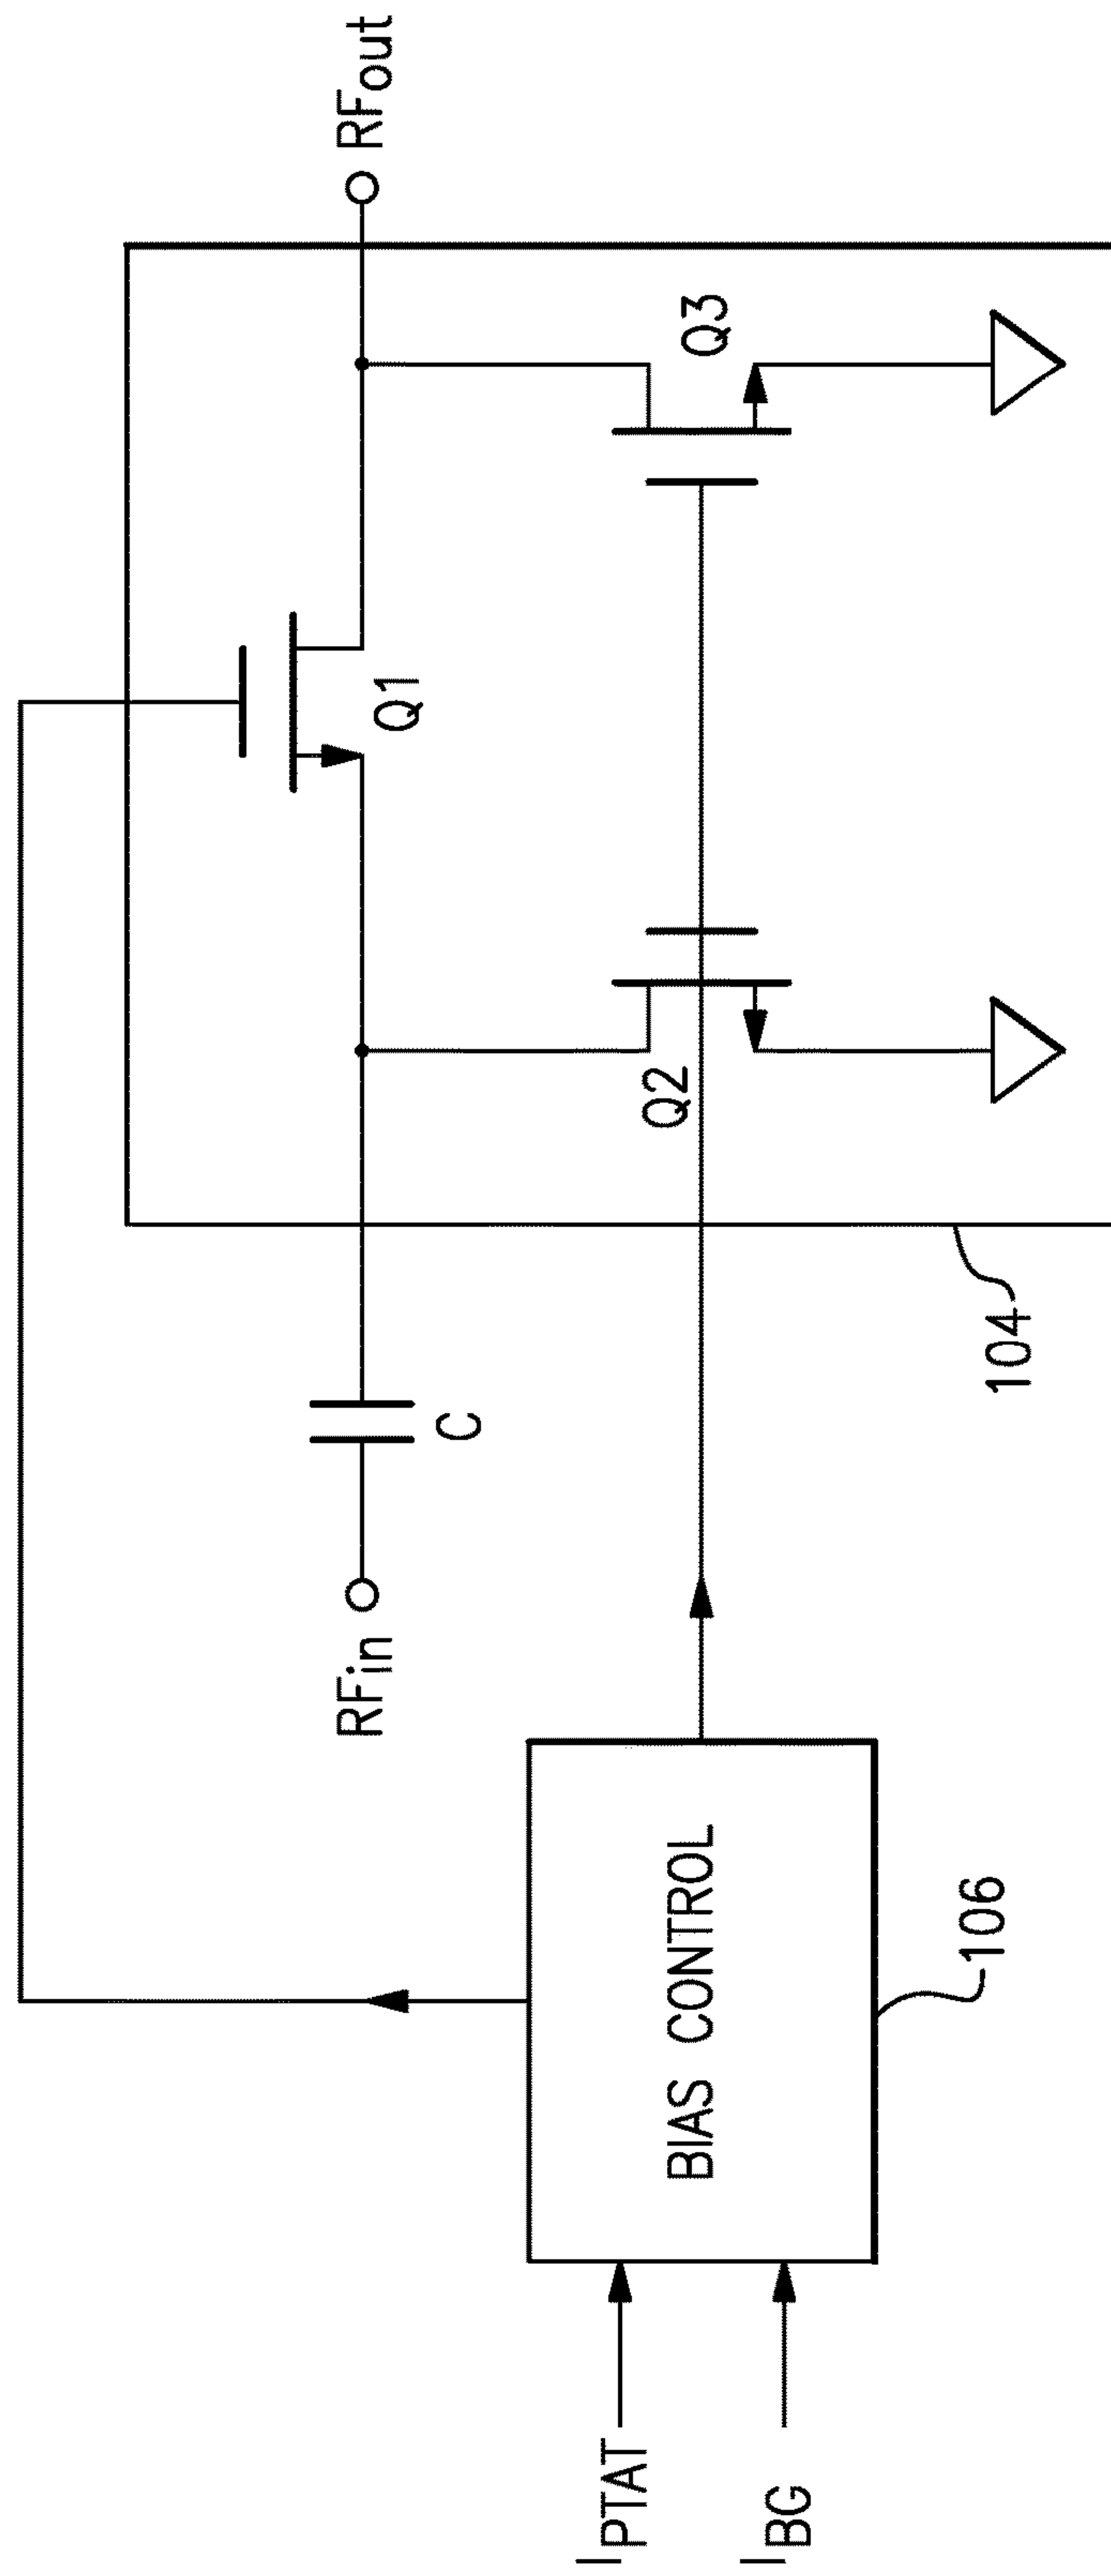 RFin
C
Q1
RFout
Q2
Q3
104
BIAS CONTROL
106
IPTAT
IBG